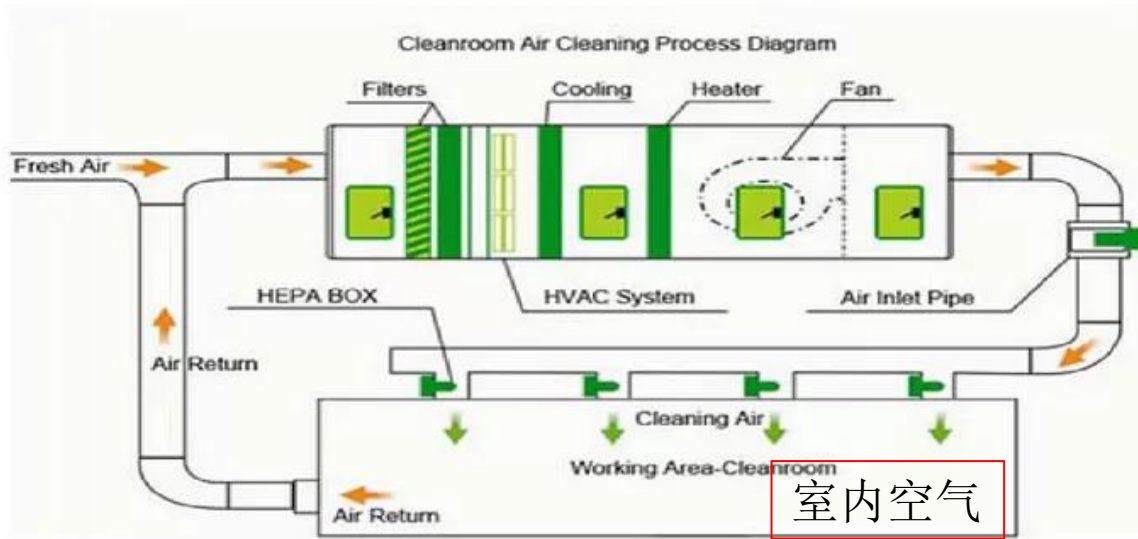 Cleanroom Air Cleaning Process Diagram
Filters
Cooling
Heater
Fan
Fresh Air
HEPA BOX
HVAC System
Air Inlet Pipe
Air Return
Cleaning Air
Working Area-Cleanroom
室内空气
Air Return